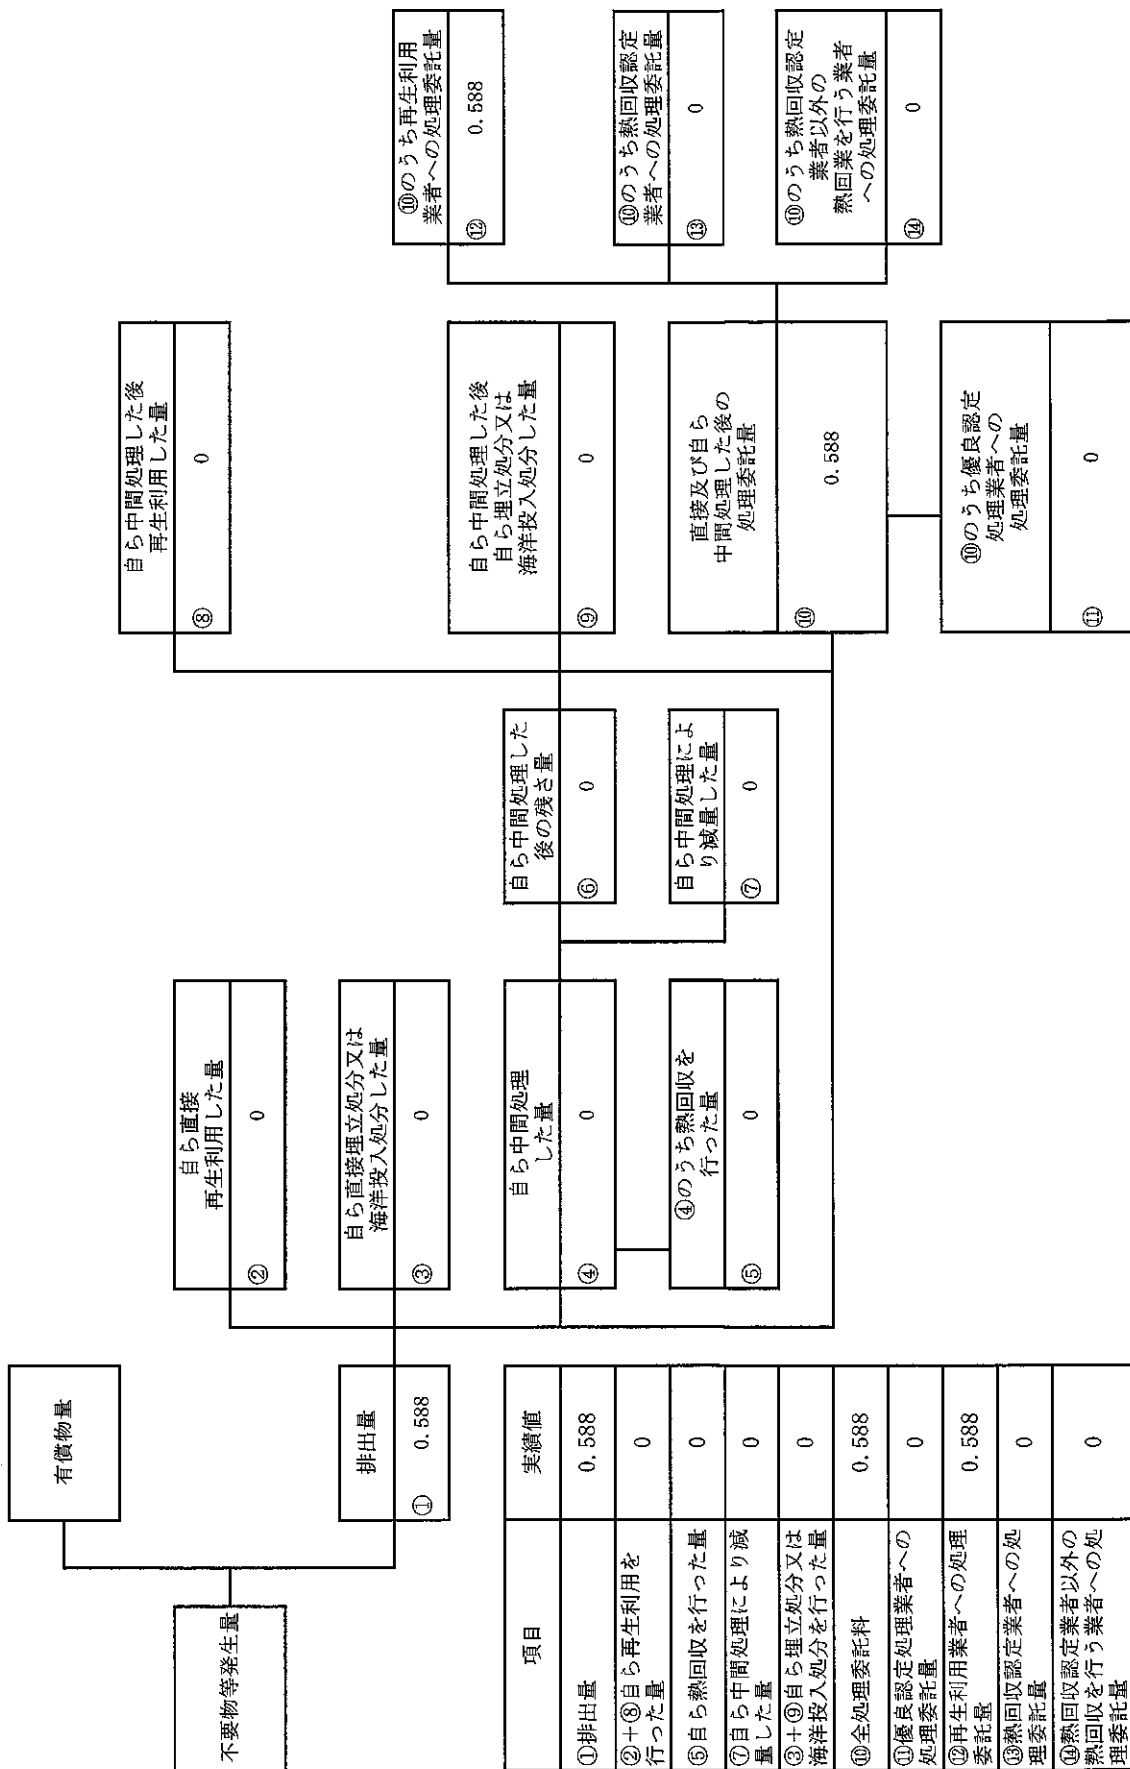 有償物量
不要物等発生量
排出量
① 0.588
自ら直接
再生利用した量
② 0
自ら直接埋立処分又は
海洋投入処分した量
③ 0
自ら中間処理
した量
④ 0
④のうち熱回収を
行った量
⑤ 0
自ら中間処理した
後の残さ量
⑥ 0
自ら中間処理によ
り減量した量
⑦ 0
自ら中間処理した後
再生利用した量
⑧ 0
自ら中間処理した後
自ら埋立処分又は
海洋投入処分した量
⑨ 0
直接及び自ら
中間処理した後の
処理委託量
⑩ 0.588
⑩のうち優良認定
処理業者への
処理委託量
⑪ 0
⑩のうち再生利用
業者への処理委託量
⑫ 0.588
⑩のうち熱回収認定
業者への処理委託量
⑬ 0
⑩のうち熱回収認定
業者以外の
熱回業を行う業者
への処理委託量
⑭ 0
項目 実績値
①排出量 0.588
②+⑧自ら再生利用を
行った量 0
⑤自ら熱回収を行った量 0
⑦自ら中間処理により減
量した量 0
③+⑨自ら埋立処分又は
海洋投入処分を行った量 0
⑩全処理委託料 0.588
⑪優良認定処理業者への
処理委託量 0
⑫再生利用業者への処理
委託量 0.588
⑬熱回収認定業者への処
理委託量 0
⑭熱回収認定業者以外の
熱回収を行う業者への処
理委託量 0